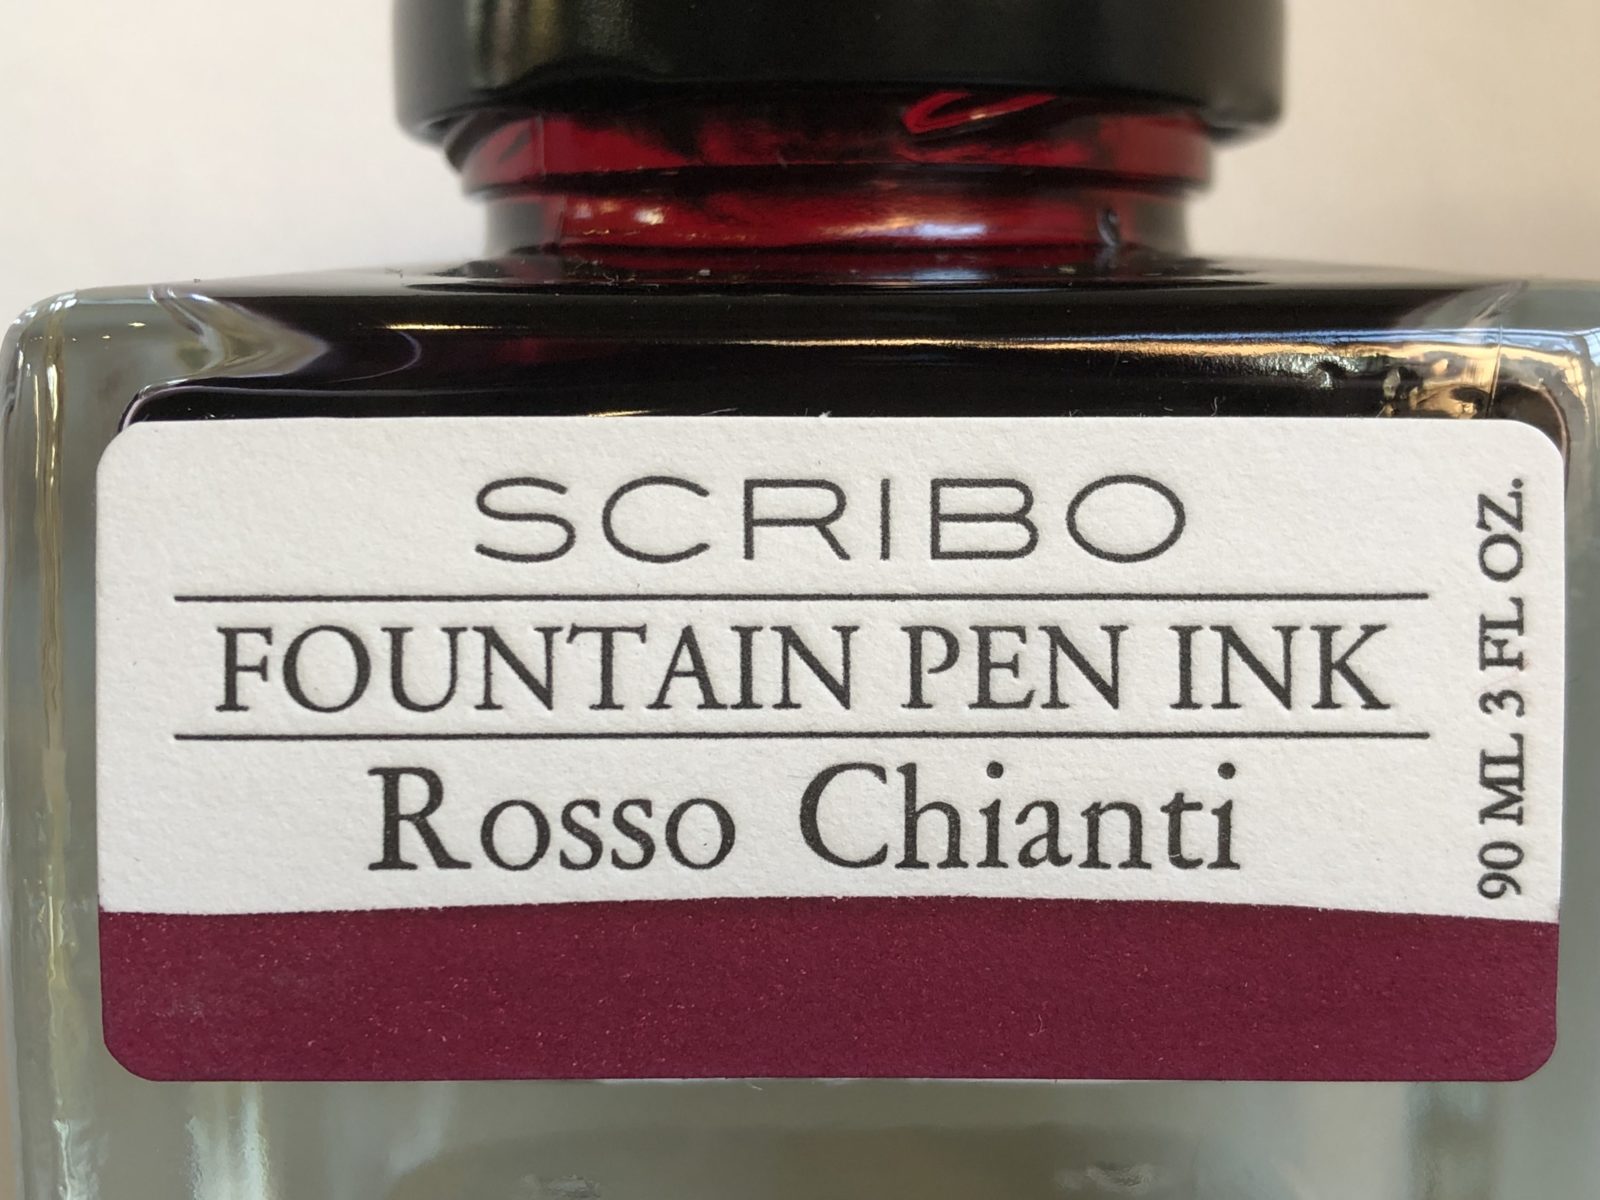 SCRIBO
FOUNTAIN PEN INK
Rosso Chianti
90 ML 3 FL OZ.